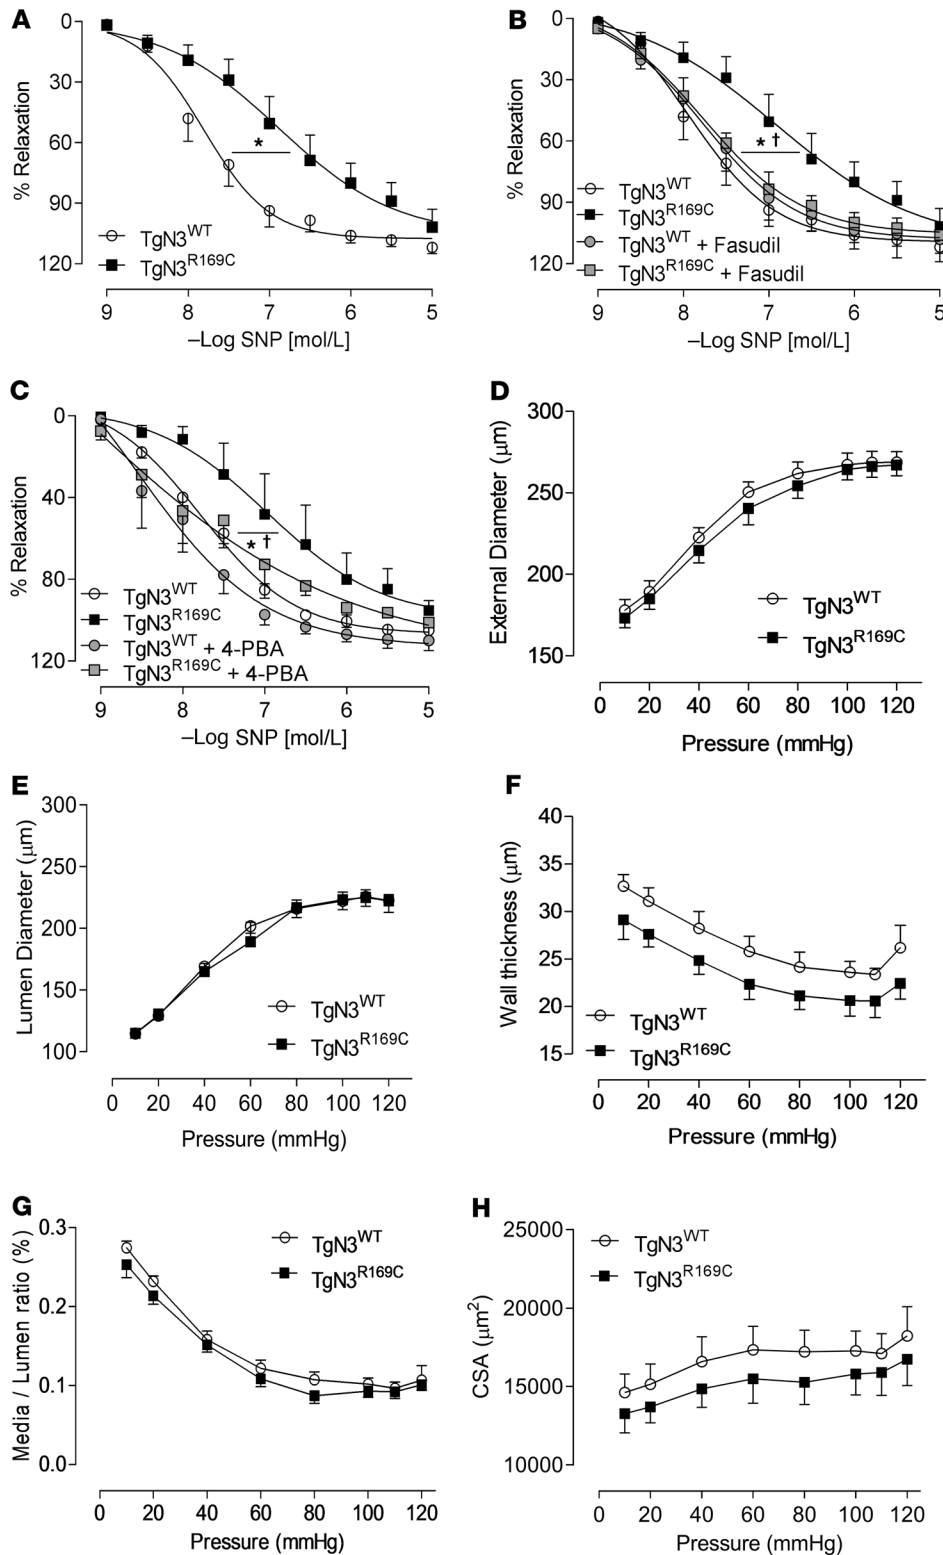 A
0
30
60
90
120
% Relaxation
*
TgN3WT
TgN3R169C
9 8 7 6 5
–Log SNP [mol/L]
B
0
30
60
90
120
% Relaxation
* †
TgN3WT
TgN3R169C
TgN3WT + Fasudil
TgN3R169C + Fasudil
9 8 7 6 5
–Log SNP [mol/L]
C
0
40
80
120
% Relaxation
* †
TgN3WT
TgN3R169C
TgN3WT + 4-PBA
TgN3R169C + 4-PBA
9 8 7 6 5
–Log SNP [mol/L]
D
300
250
200
150
External Diameter (μm)
TgN3WT
TgN3R169C
0 20 40 60 80 100 120
Pressure (mmHg)
E
300
250
200
150
100
Lumen Diameter (μm)
TgN3WT
TgN3R169C
0 20 40 60 80 100 120
Pressure (mmHg)
F
40
35
30
25
20
15
Wall thickness (μm)
TgN3WT
TgN3R169C
0 20 40 60 80 100 120
Pressure (mmHg)
G
0.3
0.2
0.1
0.0
Media / Lumen ratio (%)
TgN3WT
TgN3R169C
0 20 40 60 80 100 120
Pressure (mmHg)
H
25000
20000
15000
10000
CSA (μm²)
TgN3WT
TgN3R169C
0 20 40 60 80 100 120
Pressure (mmHg)